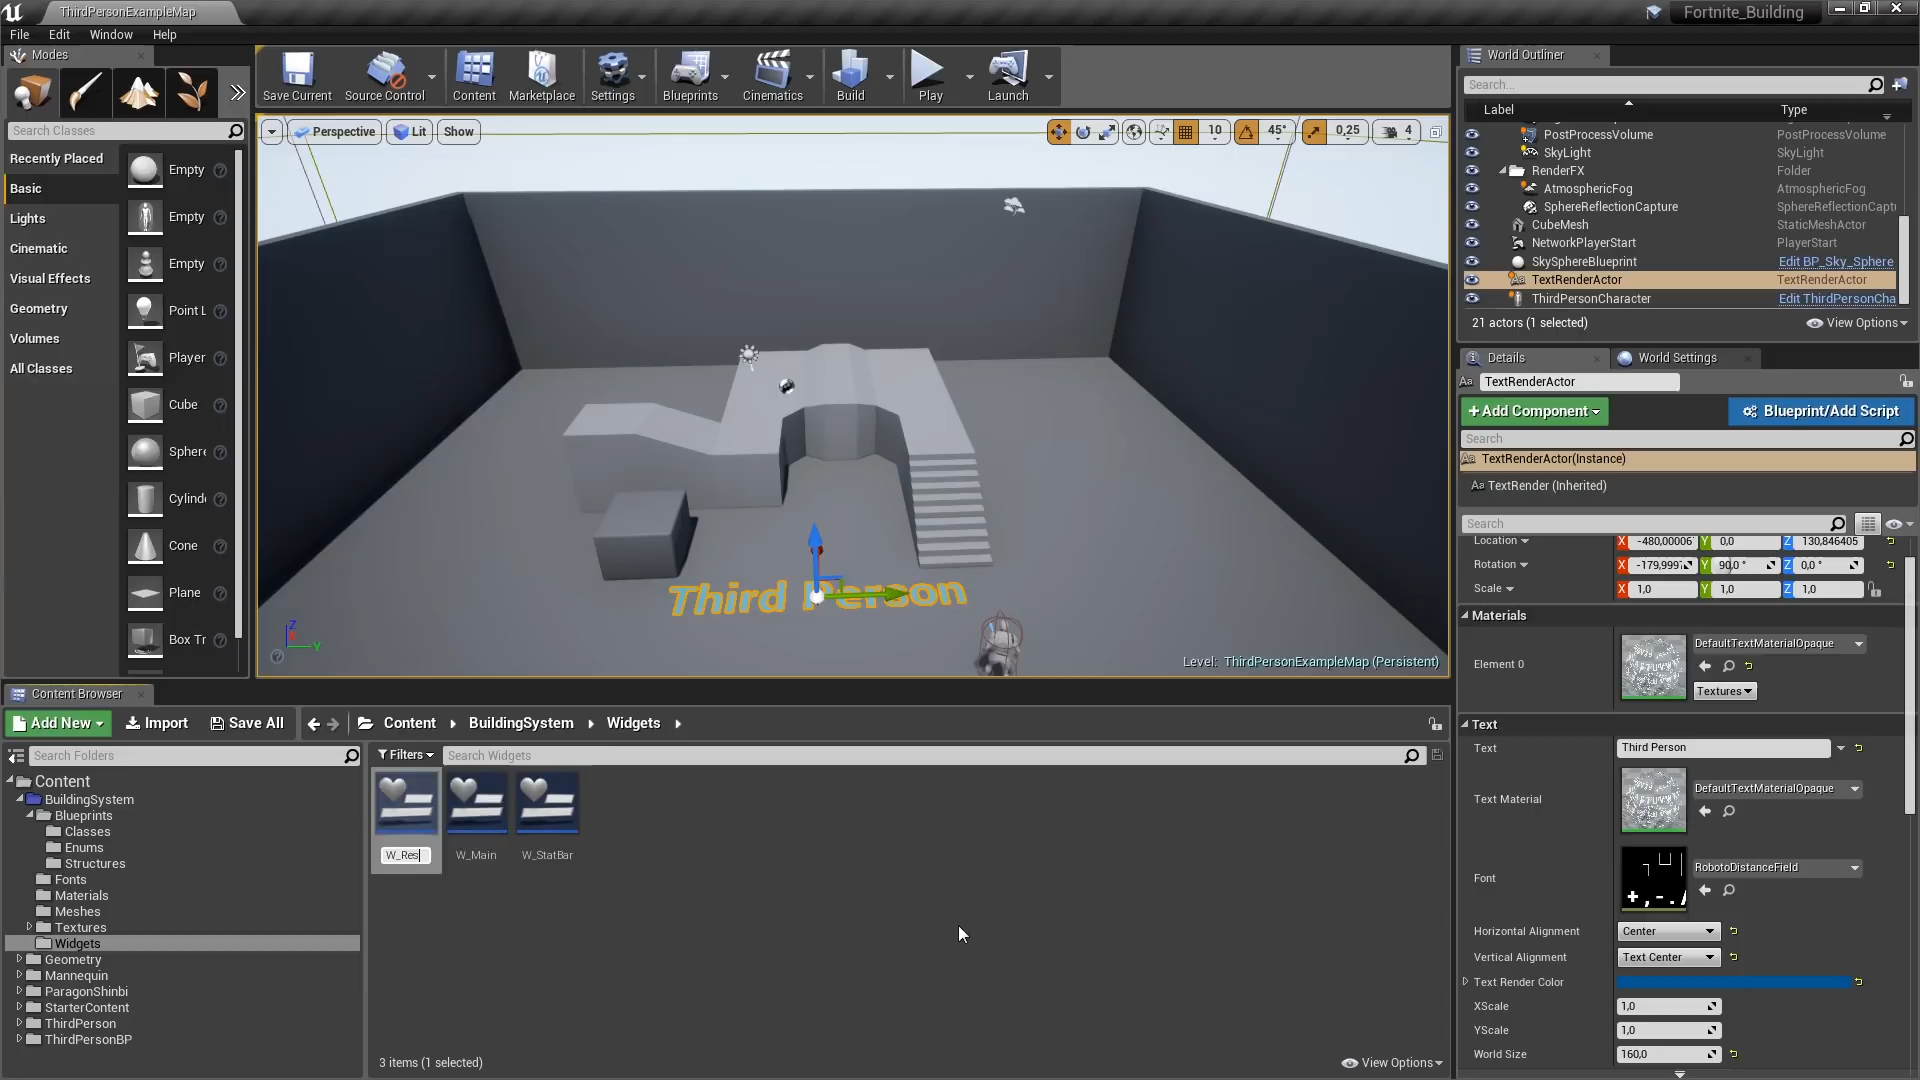 ThirdPersonExampleMap
Fortnite_Building
File Edit Window Help
Modes
Search Classes
Recently Placed
Basic
Lights
Cinematic
Visual Effects
Geometry
Volumes
All Classes
Empty
Empty
Empty
Point L
Player
Cube
Sphere
Cylind
Cone
Plane
Box Tr
Save Current
Source Control
Content
Marketplace
Settings
Blueprints
Cinematics
Build
Play
Launch
Perspective Lit Show
10 45° 0,25 4
Third Person
Z
Y
Level: ThirdPersonExampleMap (Persistent)
World Outliner
Search...
Label Type
PostProcessVolume PostProcessVolume
SkyLight SkyLight
RenderFX Folder
AtmosphericFog AtmosphericFog
SphereReflectionCapture SphereReflectionCaptu
CubeMesh StaticMeshActor
NetworkPlayerStart PlayerStart
SkySphereBlueprint Edit BP_Sky_Sphere
TextRenderActor TextRenderActor
ThirdPersonCharacter Edit ThirdPersonCha
21 actors (1 selected) View Options
Details World Settings
TextRenderActor
+Add Component Blueprint/Add Script
Search
TextRenderActor(Instance)
TextRender (Inherited)
Search
Location X -480,00006 Y 0,0 Z 130,846405
Rotation X -179,9997 Y 90,0 ° Z 0,0 °
Scale X 1,0 Y 1,0 Z 1,0
Materials
Element 0 DefaultTextMaterialOpaque
Textures
Text
Text Third Person
Text Material DefaultTextMaterialOpaque
Font RobotoDistanceField
Horizontal Alignment Center
Vertical Alignment Text Center
Text Render Color
XScale 1,0
YScale 1,0
World Size 160,0
Content Browser
Add New Import Save All Content BuildingSystem Widgets
Search Folders
Filters Search Widgets
Content
BuildingSystem
Blueprints
Classes
Enums
Structures
Fonts
Materials
Meshes
Textures
Widgets
Geometry
Mannequin
ParagonShinbi
StarterContent
ThirdPerson
ThirdPersonBP
W_Res W_Main W_StatBar
3 items (1 selected) View Options